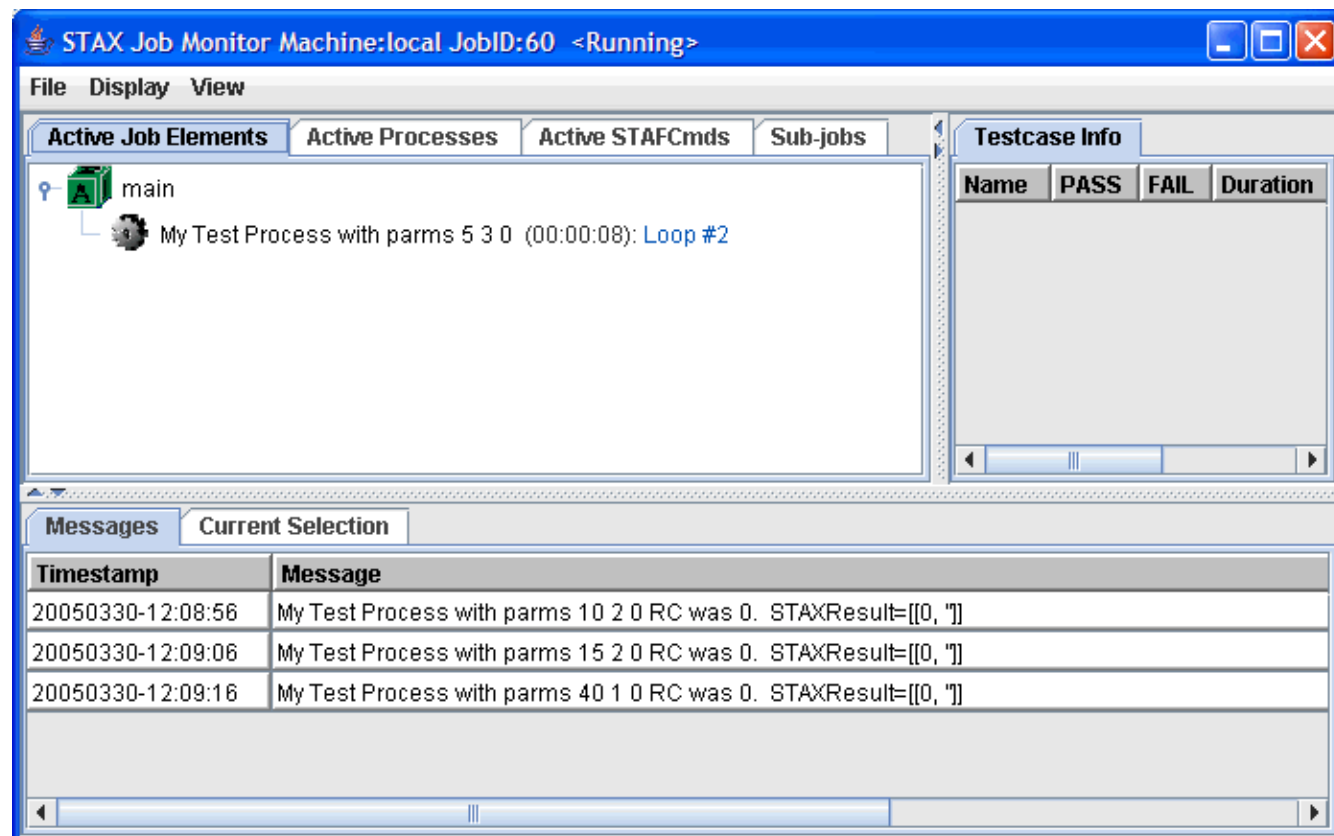 STAX Job Monitor Machine:local JobID:60 <Running>
File Display View
Active Job Elements Active Processes Active STAFCmds Sub-jobs
Testcase Info
Name PASS FAIL Duration
A main
My Test Process with parms 5 3 0 (00:00:08): Loop #2
Messages Current Selection
Timestamp Message
20050330-12:08:56 My Test Process with parms 10 2 0 RC was 0. STAXResult=[[0, '']]
20050330-12:09:06 My Test Process with parms 15 2 0 RC was 0. STAXResult=[[0, '']]
20050330-12:09:16 My Test Process with parms 40 1 0 RC was 0. STAXResult=[[0, '']]